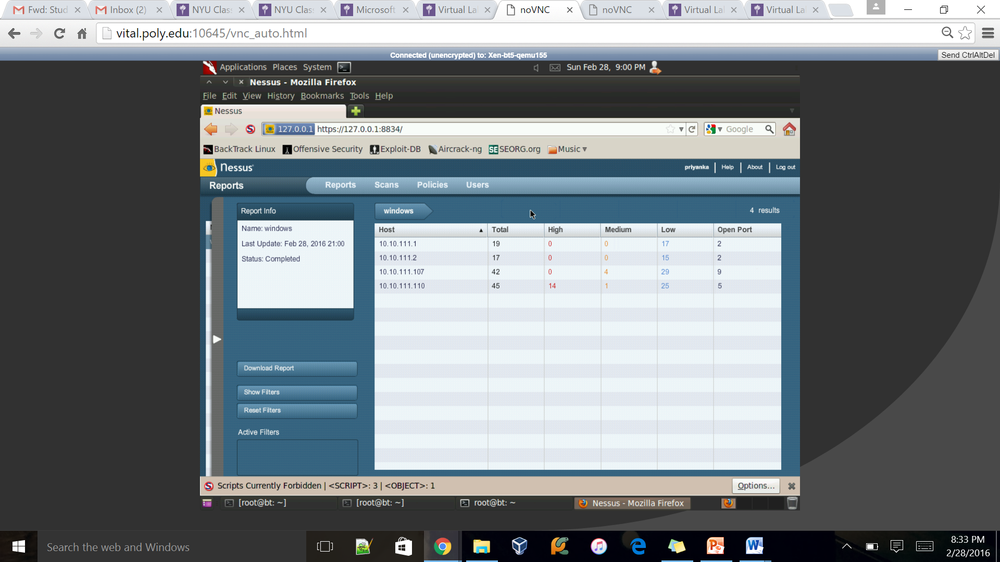 Fwd: Stud
Inbox (2)
NYU Clas
NYU Clas
Microsoft
Virtual La
noVNC
noVNC
Virtual La
Virtual La
vital.poly.edu:10645/vnc_auto.html
Connected (unencrypted) to: Xen-bt5-qemu155
Send CtrlAltDel
Applications Places System
Sun Feb 28, 9:00 PM
Nessus - Mozilla Firefox
File Edit View History Bookmarks Tools Help
Nessus
127.0.0.1 https://127.0.0.1:8834/
Google
BackTrack Linux Offensive Security Exploit-DB Aircrack-ng SE SEORG.org Music
Nessus
priyanka Help About Log out
Reports
Reports Scans Policies Users
Report Info
Name: windows
Last Update: Feb 28, 2016 21:00
Status: Completed
windows
4 results
Host Total High Medium Low Open Port
10.10.111.1 19 0 0 17 2
10.10.111.2 17 0 0 15 2
10.10.111.107 42 0 4 29 9
10.10.111.110 45 14 1 25 5
Download Report
Show Filters
Reset Filters
Active Filters
Scripts Currently Forbidden | <SCRIPT>: 3 | <OBJECT>: 1
Options...
[root@bt: ~] [root@bt: ~] root@bt: ~ Nessus - Mozilla Firefox
Search the web and Windows
8:33 PM
2/28/2016